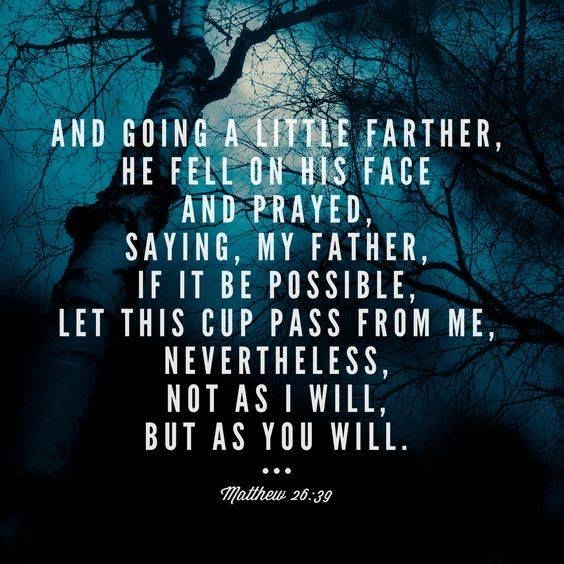 AND GOING A LITTLE FARTHER,
HE FELL ON HIS FACE
AND PRAYED,
SAYING, MY FATHER,
IF IT BE POSSIBLE,
LET THIS CUP PASS FROM ME,
NEVERTHELESS,
NOT AS I WILL,
BUT AS YOU WILL.
...
Matthew 26:39